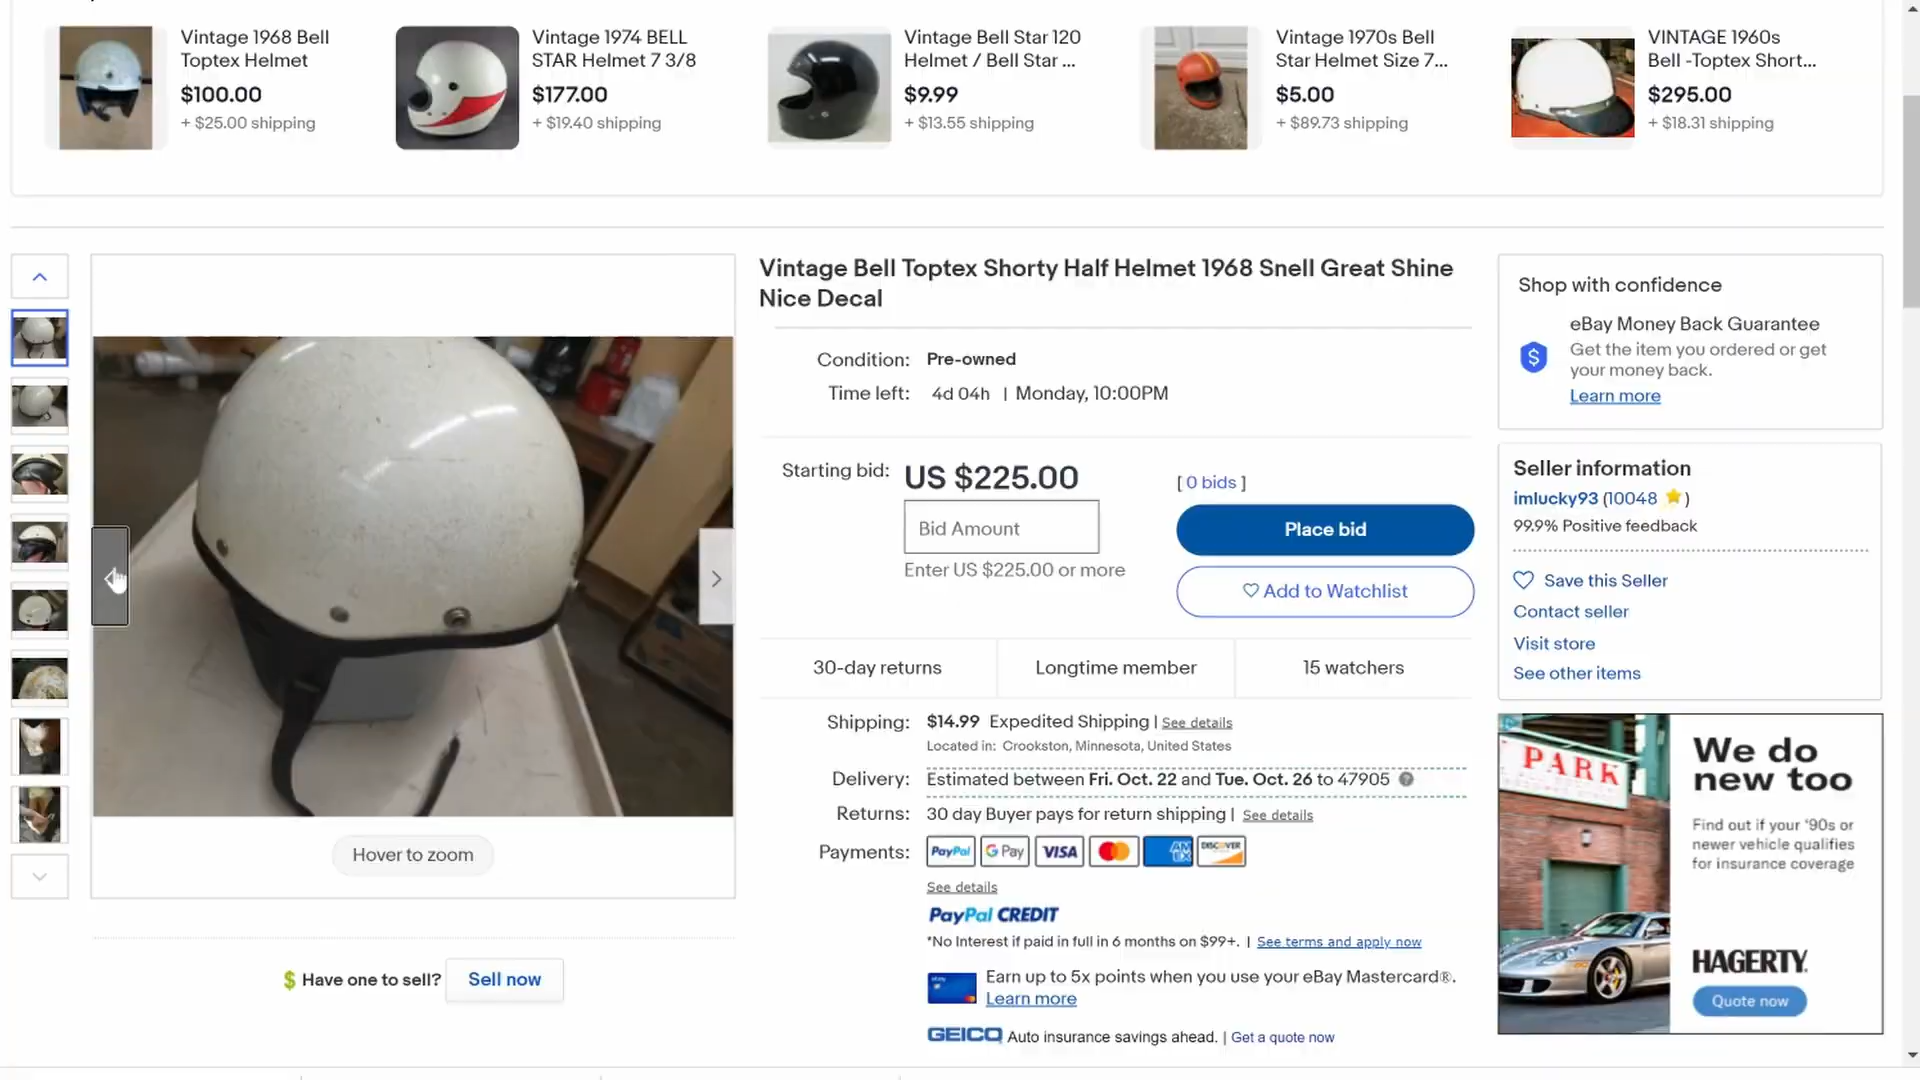 Vintage 1968 Bell
Toptex Helmet
$100.00
+ $25.00 shipping
Vintage 1974 BELL
STAR Helmet 7 3/8
$177.00
+ $19.40 shipping
Vintage Bell Star 120
Helmet / Bell Star ...
$9.99
+ $13.55 shipping
Vintage 1970s Bell
Star Helmet Size 7...
$5.00
+ $89.73 shipping
VINTAGE 1960s
Bell -Toptex Short...
$295.00
+ $18.31 shipping
Hover to zoom
$ Have one to sell? Sell now
Vintage Bell Toptex Shorty Half Helmet 1968 Snell Great Shine
Nice Decal
Condition: Pre-owned
Time left: 4d 04h | Monday, 10:00PM
Starting bid: US $225.00
[ 0 bids ]
Bid Amount
Place bid
Enter US $225.00 or more
Add to Watchlist
30-day returns
Longtime member
15 watchers
Shipping: $14.99 Expedited Shipping | See details
Located in: Crookston, Minnesota, United States
Delivery: Estimated between Fri. Oct. 22 and Tue. Oct. 26 to 47905 ?
Returns: 30 day Buyer pays for return shipping | See details
Payments: PayPal G Pay VISA AM EX DISCOVER
See details
PayPal CREDIT
*No Interest if paid in full in 6 months on $99+. | See terms and apply now
Earn up to 5x points when you use your eBay Mastercard®.
Learn more
GEICO Auto insurance savings ahead. | Get a quote now
Shop with confidence
eBay Money Back Guarantee
Get the item you ordered or get
your money back.
Learn more
Seller information
imlucky93 (10048 )
99.9% Positive feedback
Save this Seller
Contact seller
Visit store
See other items
PARK
We do
new too
Find out if your '90s or
newer vehicle qualifies
for insurance coverage
HAGERTY.
Quote now